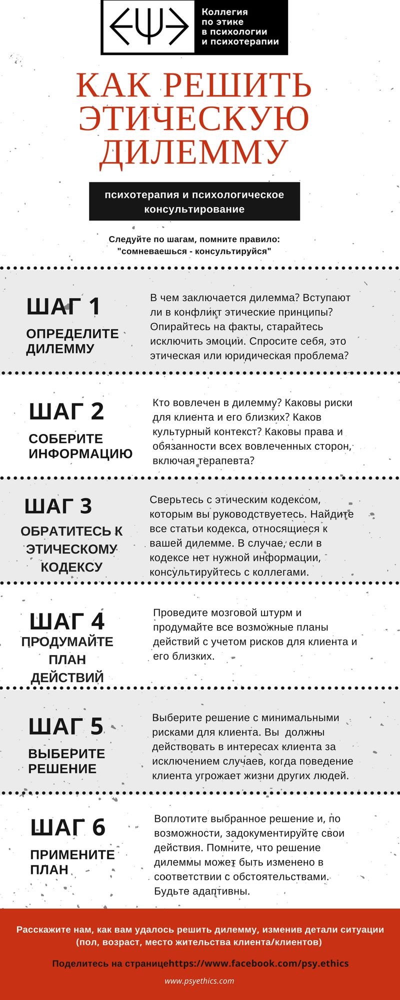 Коллегия
по этике
в психологии
и психотерапии
КАК РЕШИТЬ
ЭТИЧЕСКУЮ
ДИЛЕММУ
психотерапия и психологическое
консультирование
Следуйте по шагам, помните правило:
"сомневаешься - консультируйся"
ШАГ 1
ОПРЕДЕЛИТЕ
ДИЛЕММУ
В чем заключается дилемма? Вступают
ли в конфликт этические принципы?
Опирайтесь на факты, старайтесь
исключить эмоции. Спросите себя, это
этическая или юридическая проблема?
ШАГ 2
СОБЕРИТЕ
ИНФОРМАЦИЮ
Кто вовлечен в дилемму? Каковы риски
для клиента и его близких? Каков
культурный контекст? Каковы права и
обязанности всех вовлеченных сторон,
включая терапевта?
ШАГ 3
ОБРАТИТЕСЬ К
ЭТИЧЕСКОМУ
КОДЕКСУ
Сверьтесь с этическим кодексом,
которым вы руководствуетесь. Найдите
все статьи кодекса, относящиеся к
вашей дилемме. В случае, если в
кодексе нет нужной информации,
консультируйтесь с коллегами.
ШАГ 4
ПРОДУМАЙТЕ
ПЛАН
ДЕЙСТВИЙ
Проведите мозговой штурм и
продумайте все возможные планы
действий с учетом рисков для клиента и
его близких.
ШАГ 5
ВЫБЕРИТЕ
РЕШЕНИЕ
Выберите решение с минимальными
рисками для клиента. Вы  должны
действовать в интересах клиента за
исключением случаев, когда поведение
клиента угрожает жизни других людей.
ШАГ 6
ПРИМЕНИТЕ
ПЛАН
Воплотите выбранное решение и, по
возможности, задокументируйте свои
действия. Помните, что решение
дилеммы может быть изменено в
соответствии с обстоятельствами.
Будьте адаптивны.
Расскажите нам, как вам удалось решить дилемму, изменив детали ситуации
(пол, возраст, место жительства клиента/клиентов)
Поделитесь на страницеhttps://www.facebook.com/psy.ethics
www.psyethics.com